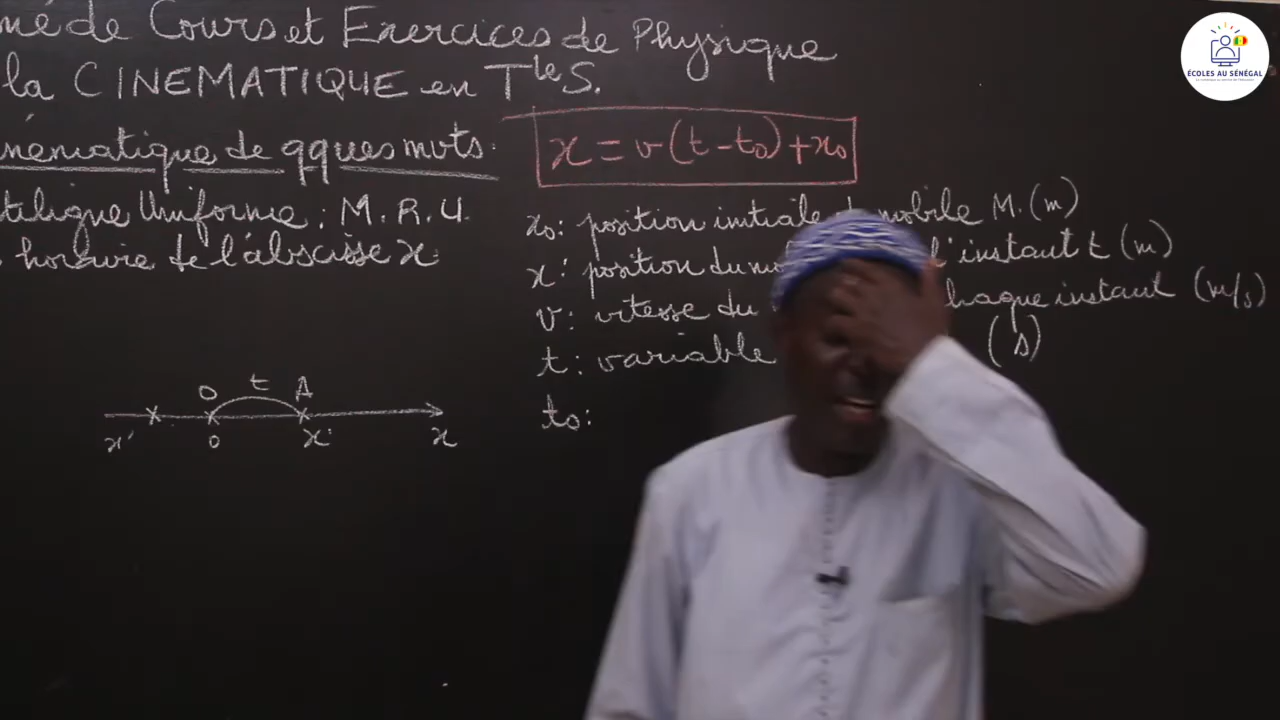 mé de Cours et Exercices de Physique
la CINEMATIQUE en Tle S.
nématique de qques mots.
tiligne Uniforme : M.R.U.
horaire de l'abscisse x
x = v(t - t0) + x0
x0: position initiale du mobile M. (m)
x: position du l'instant t (m)
v: vitesse du chaque instant (m/s)
t: variable (s)
t0:
O t A
x' o x x
ÉCOLES AU SÉNÉGAL